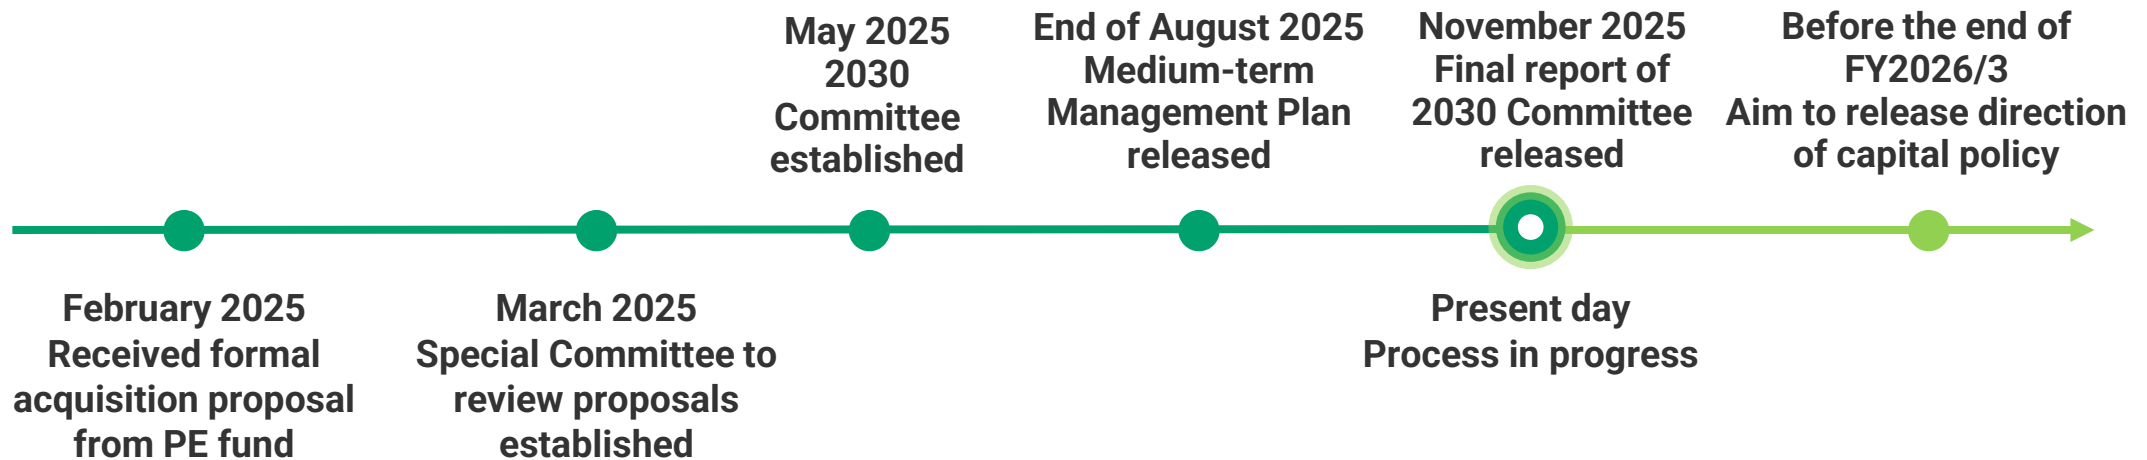 May 2025
2030
Committee
established
End of August 2025
Medium-term
Management Plan
released
November 2025
Final report of
2030 Committee
released
Before the end of
FY2026/3
Aim to release direction
of capital policy
February 2025
Received formal
acquisition proposal
from PE fund
March 2025
Special Committee to
review proposals
established
Present day
Process in progress